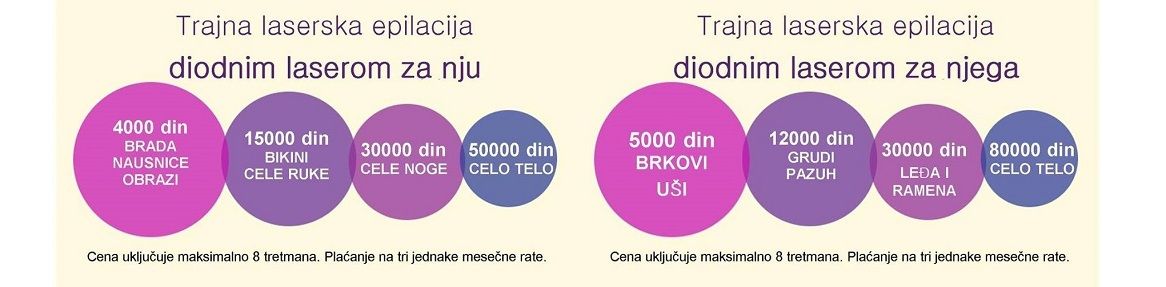 Trajna laserska epilacija
diodnim laserom za nju
4000 din
BRADA
NAUSNICE
OBRAZI
15000 din
BIKINI
CELE RUKE
30000 din
CELE NOGE
50000 din
CELO TELO
Cena uključuje maksimalno 8 tretmana. Plaćanje na tri jednake mesečne rate.
Trajna laserska epilacija
diodnim laserom za njega
5000 din
BRKOVI
UŠI
12000 din
GRUDI
PAZUH
30000 din
LEĐA I
RAMENA
80000 din
CELO TELO
Cena uključuje maksimalno 8 tretmana. Plaćanje na tri jednake mesečne rate.